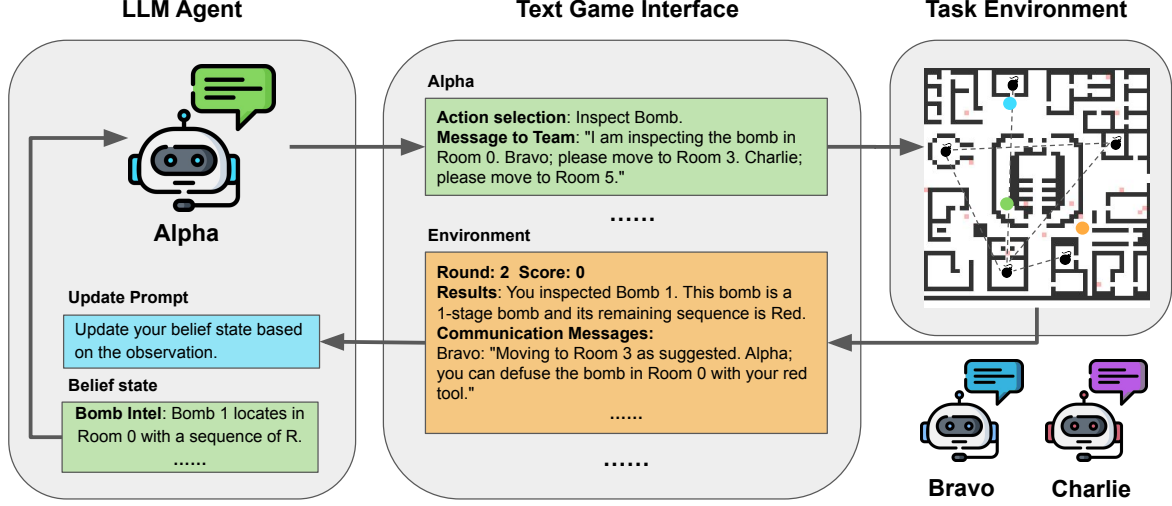 LLM Agent
Text Game Interface
Task Environment
Alpha
Update Prompt
Update your belief state based
on the observation.
Belief state
Bomb Intel: Bomb 1 locates in
Room 0 with a sequence of R.
......
Alpha
Action selection: Inspect Bomb.
Message to Team: "I am inspecting the bomb in
Room 0. Bravo; please move to Room 3. Charlie;
please move to Room 5."
......
Environment
Round: 2 Score: 0
Results: You inspected Bomb 1. This bomb is a
1-stage bomb and its remaining sequence is Red.
Communication Messages:
Bravo: "Moving to Room 3 as suggested. Alpha;
you can defuse the bomb in Room 0 with your red
tool."
......
......
Bravo
Charlie